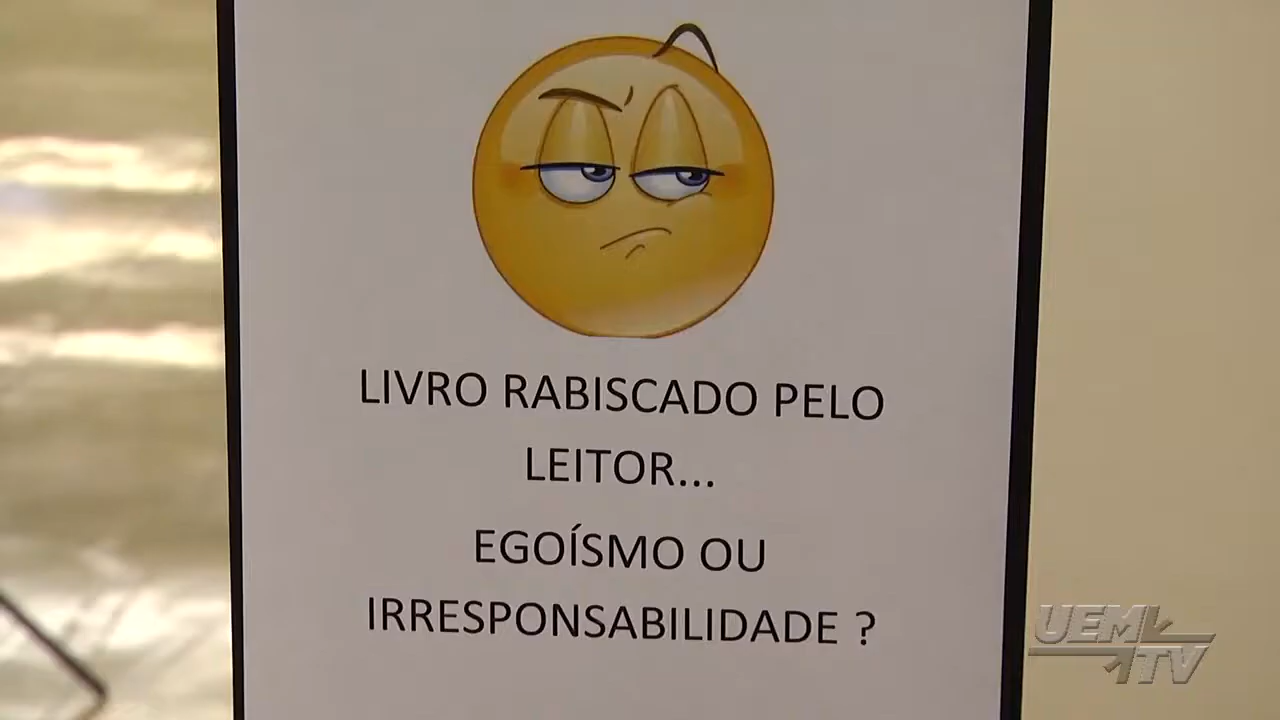 LIVRO RABISCADO PELO
LEITOR...
EGOÍSMO OU
IRRESPONSABILIDADE ?
UEM
TV